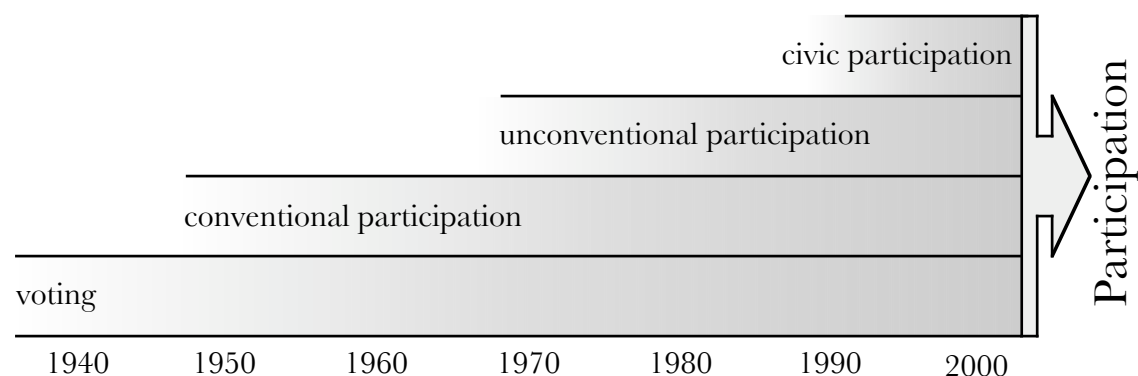 civic participation
unconventional participation
conventional participation
voting
1940 1950 1960 1970 1980 1990 2000
Participation